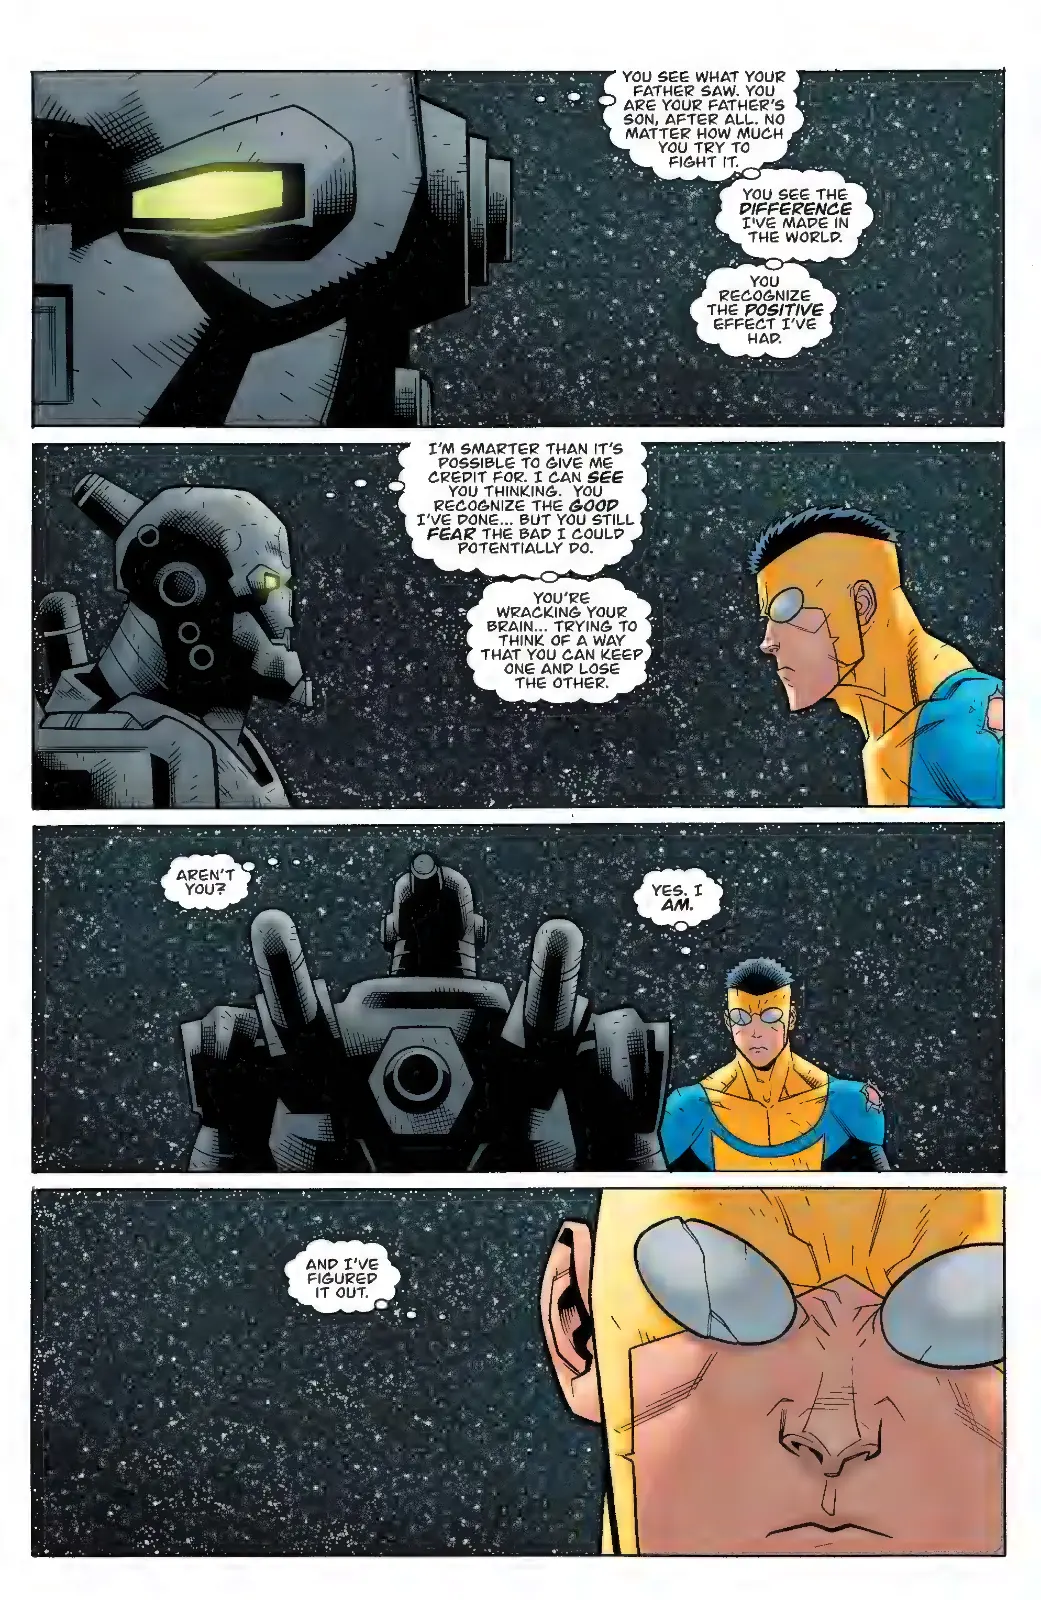 YOU SEE WHAT YOUR
FATHER SAW. YOU
ARE YOUR FATHER'S
SON, AFTER ALL. NO
MATTER HOW MUCH
YOU TRY TO
FIGHT IT.
YOU SEE THE
DIFFERENCE
I'VE MADE IN
THE WORLD.
YOU
RECOGNIZE
THE POSITIVE
EFFECT I'VE
HAD.
I'M SMARTER THAN IT'S
POSSIBLE TO GIVE ME
CREDIT FOR. I CAN SEE
YOU THINKING. YOU
RECOGNIZE THE GOOD
I'VE DONE... BUT YOU STILL
FEAR THE BAD I COULD
POTENTIALLY DO.
YOU'RE
WRACKING YOUR
BRAIN... TRYING TO
THINK OF A WAY
THAT YOU CAN KEEP
ONE AND LOSE
THE OTHER.
AREN'T
YOU?
YES. I
AM.
AND I'VE
FIGURED
IT OUT.